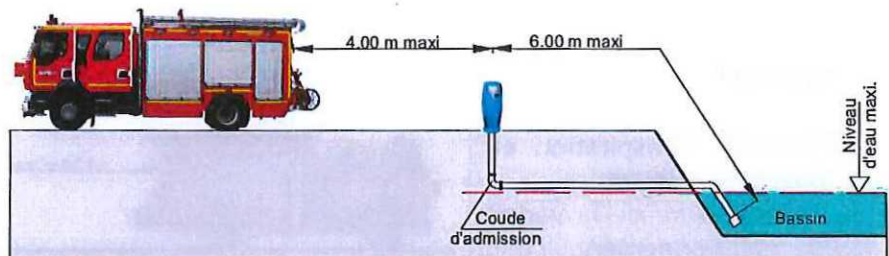 4.00 m maxi
6.00 m maxi
Niveau
d'eau maxi.
Coude
d'admission
Bassin